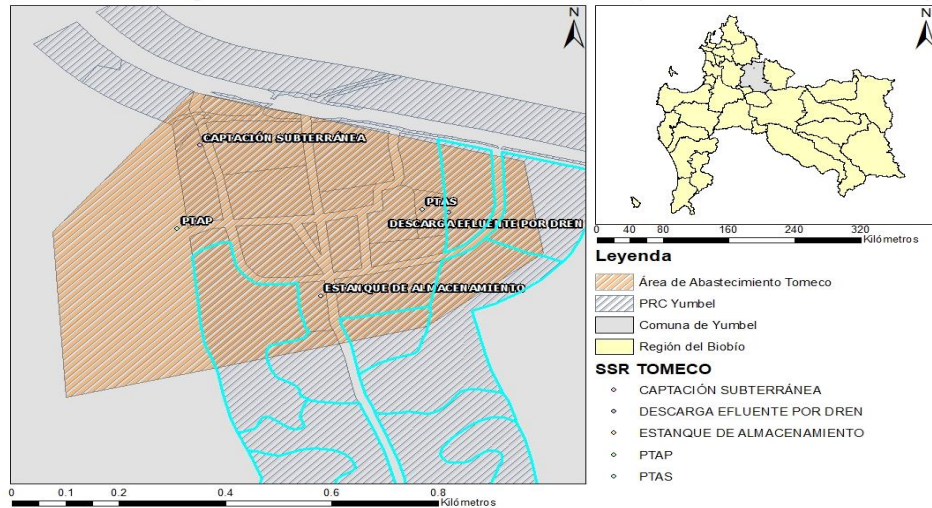 N
CAPTACIÓN SUBTERRÁNEA
PTAP
PTAS
DESCARGA EFLUENTE POR DREN
ESTANQUE DE ALMACENAMIENTO
0 0.1 0.2 0.4 0.6 0.8
Kilómetros
N
0 20 40 80 160 240 320
Kilómetros
Leyenda
Área de Abastecimiento Tomeco
PRC Yumbel
Comuna de Yumbel
Región del Biobío
SSR TOMECO
CAPTACIÓN SUBTERRÁNEA
DESCARGA EFLUENTE POR DREN
ESTANQUE DE ALMACENAMIENTO
PTAP
PTAS